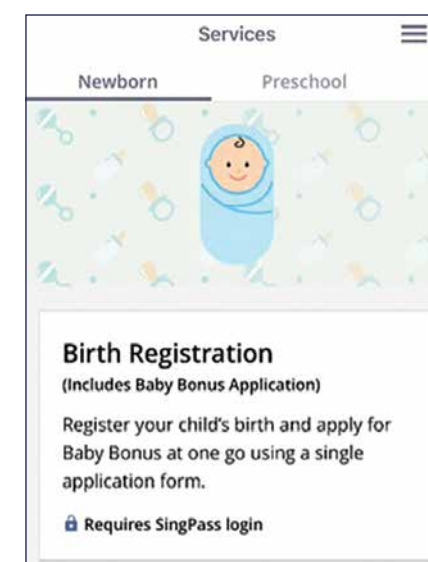 Services
Newborn Preschool
Birth Registration
(Includes Baby Bonus Application)
Register your child's birth and apply for
Baby Bonus at one go using a single
application form.
Requires SingPass login